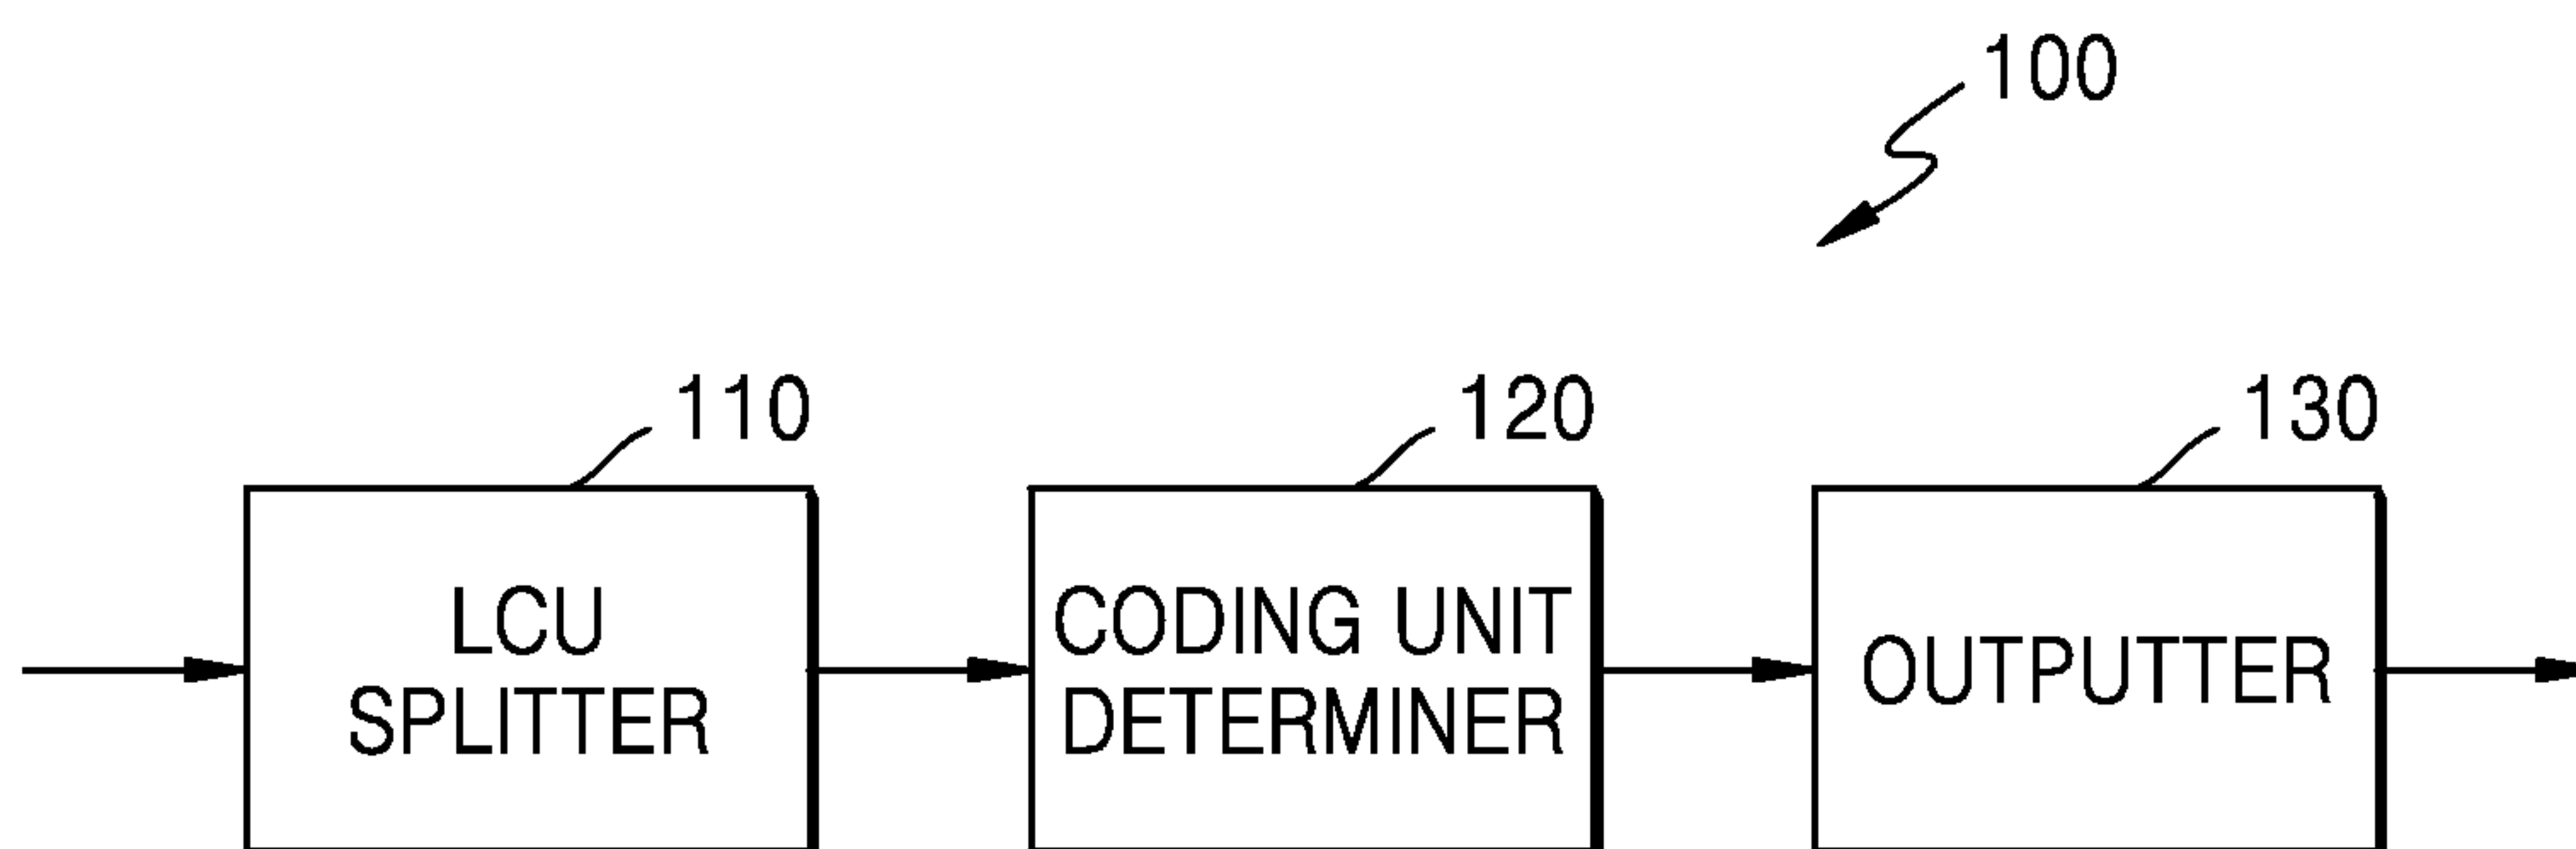 100
110
120
130
LCU
SPLITTER
CODING UNIT
DETERMINER
OUTPUTTER